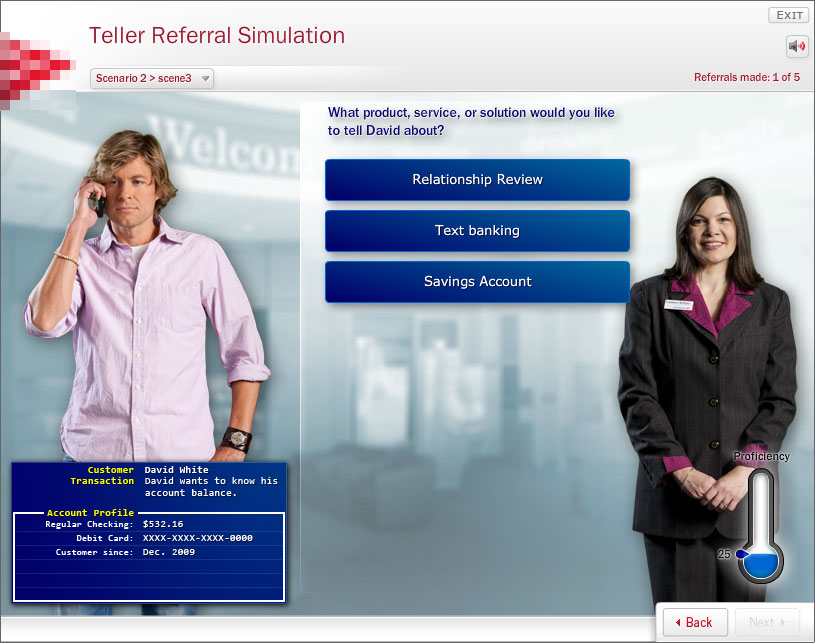 EXIT
Teller Referral Simulation
Scenario 2 > scene3
Referrals made: 1 of 5
Welcom
What product, service, or solution would you like
to tell David about?
Relationship Review
Text banking
Savings Account
Customer David White
Transaction David wants to know his
account balance.
Account Profile
Regular Checking: $532.16
Debit Card: XXXX-XXXX-XXXX-0000
Customer since: Dec. 2009
Proficiency
25
Back
Next